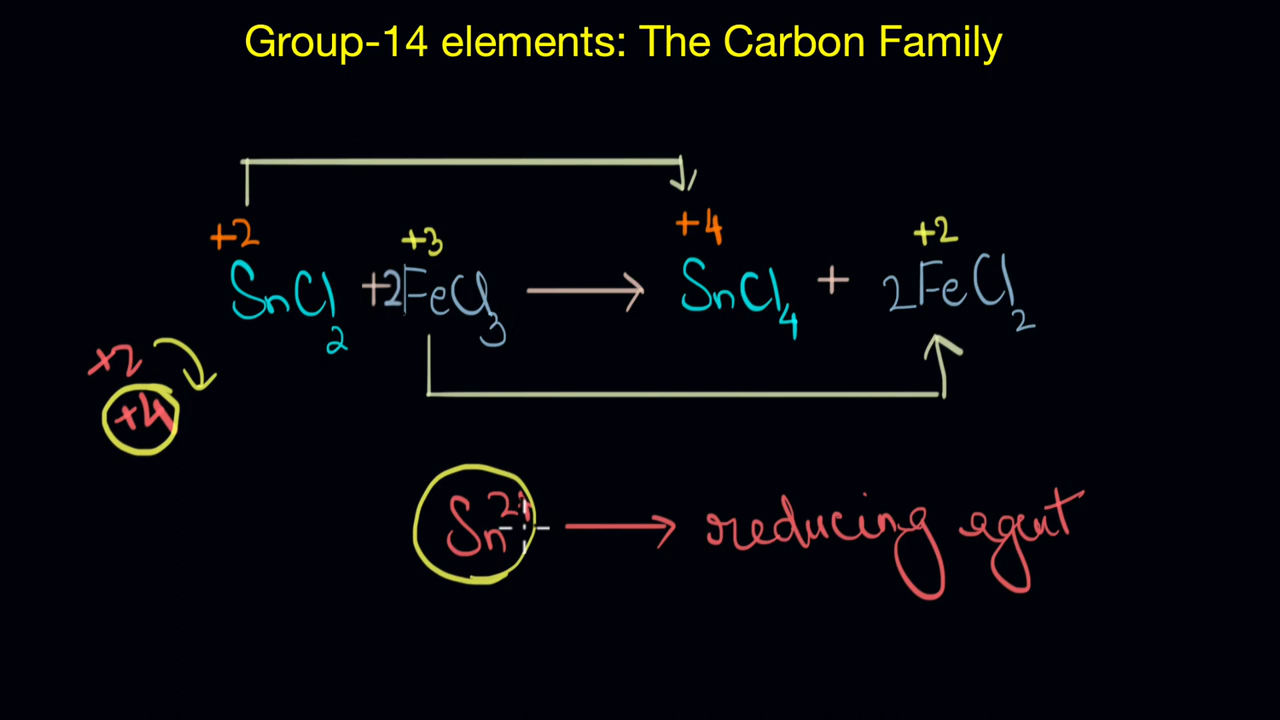 Group-14 elements: The Carbon Family
+2 +3 +4 +2
SnCl₂ + 2FeCl₃ → SnCl₄ + 2FeCl₂
+2
+4
Sn²⁺ → reducing agent